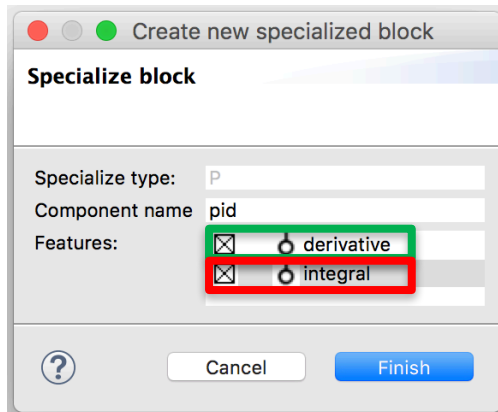 Create new specialized block
Specialize block
Specialize type: P
Component name pid
Features: derivative
integral
? Cancel Finish